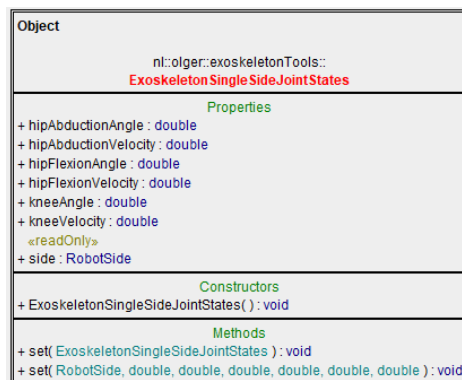 Object
nl::olger::exoskeletonTools::
ExoskeletonSingleSideJointStates
Properties
+ hipAbductionAngle : double
+ hipAbductionVelocity : double
+ hipFlexionAngle : double
+ hipFlexionVelocity : double
+ kneeAngle : double
+ kneeVelocity : double
«readOnly»
+ side : RobotSide
Constructors
+ ExoskeletonSingleSideJointStates( ) : void
Methods
+ set( ExoskeletonSingleSideJointStates ) : void
+ set( RobotSide, double, double, double, double, double, double ) : void